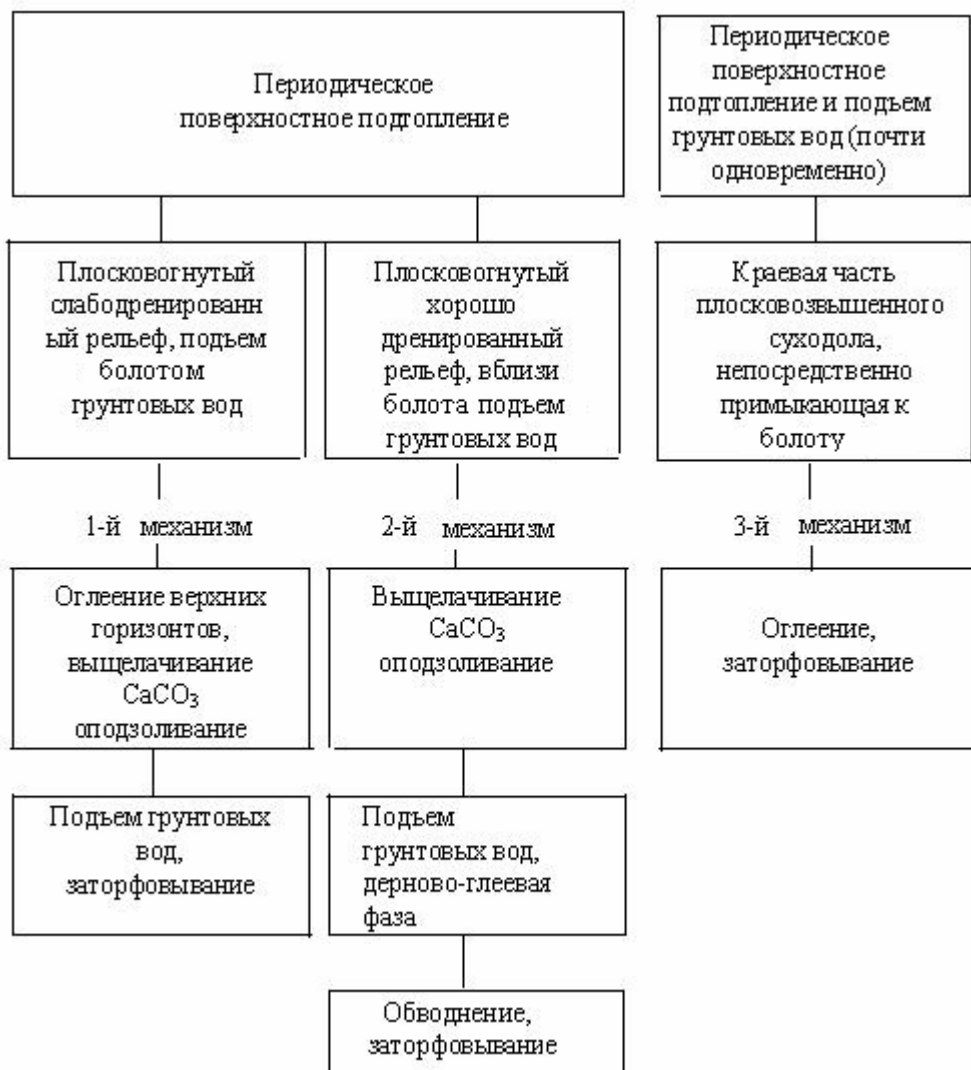 Периодическое
поверхностное подтопление
Периодическое
поверхностное
подтопление и подъем
грунтовых вод (почти
одновременно)
Плосковогнутый
слабодренированн
ый рельеф, подъем
болотом
грунтовых вод
Плосковогнутый
хорошо
дренированный
рельеф, вблизи
болота подъем
грунтовых вод
Краевая часть
плосковозвышенного
суходола,
непосредственно
примыкающая к
болоту
1-й механизм
2-й механизм
3-й механизм
Оглеение верхних
горизонтов,
выщелачивание
CaCO₃
оподзоливание
Выщелачивание
CaCO₃
оподзоливание
Оглеение,
заторфовывание
Подъем грунтовых
вод,
заторфовывание
Подъем
грунтовых вод,
дерново-глеевая
фаза
Обводнение,
заторфовывание